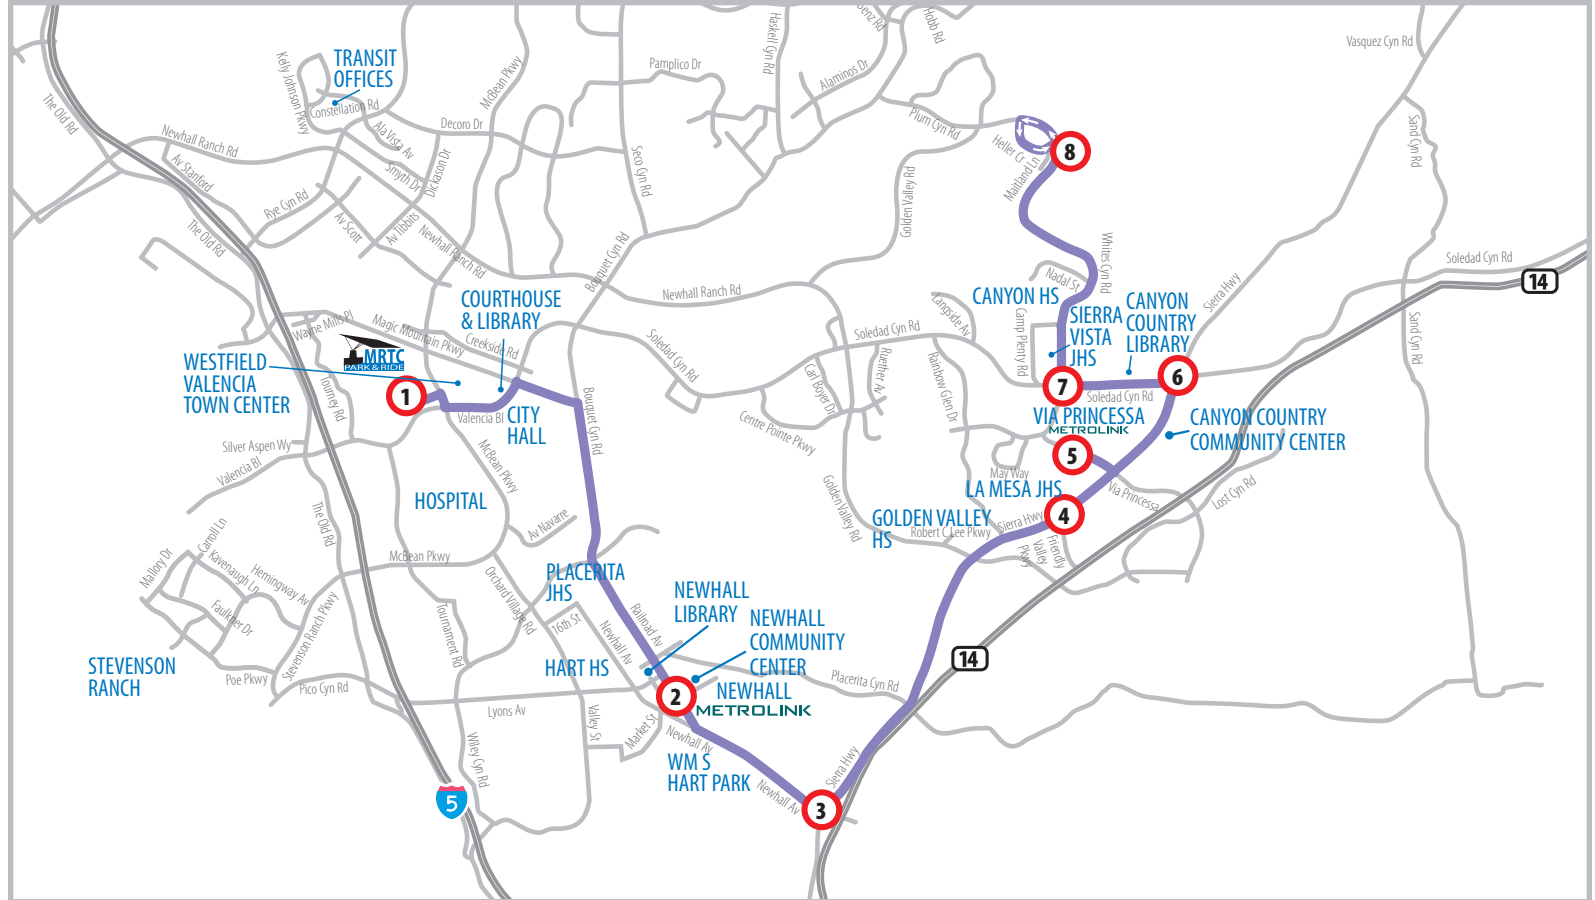 Vasquez Cyn Rd
Benz Rd
Hobb Rd
Haskell Cyn Rd
TRANSIT
OFFICES
Kelly Johnson Pkwy
Constellation Rd
McBean Pkwy
Pamplico Dr
Alaminos Dr
The Old Rd
Newhall Ranch Rd
Ala Vista Av
Decoro Dr
Plum Cyn Rd
Sand Cyn Rd
Av Stanford
Smyth Dr
Dickason Dr
Seco Cyn Rd
Heller Cr
Maitland Ln
8
Rye Cyn Rd
Av Scott
Av Tibbits
Golden Valley Rd
The Old Rd
Newhall Ranch Rd
Bouquet Cyn Rd
Whites Cyn Rd
Soledad Cyn Rd
Nadal St
Sierra Hwy
14
Newhall Ranch Rd
COURTHOUSE
& LIBRARY
CANYON HS
Langside Av
Camp Plenty Rd
SIERRA
VISTA
JHS
CANYON
COUNTRY
LIBRARY
Wayne Mills Pl
Magic Mountain Pkwy
Creekside Rd
Soledad Cyn Rd
Soledad Cyn Rd
Sand Cyn Rd
MRTC
PARK & RIDE
WESTFIELD
VALENCIA
TOWN CENTER
Tourney Rd
1
Valencia Bl
CITY
HALL
Bouquet Cyn Rd
Carl Boyer Dr
Ruether Av
Rainbow Glen Dr
7
6
Soledad Cyn Rd
VIA PRINCESSA
METROLINK
CANYON COUNTRY
COMMUNITY CENTER
Centre Pointe Pkwy
Silver Aspen Wy
Valencia Bl
McBean Pkwy
5
May Way
LA MESA JHS
Via Princessa
Lost Cyn Rd
HOSPITAL
Golden Valley Rd
GOLDEN VALLEY
HS
Robert C Lee Pkwy
Sierra Hwy
4
Friendly
Valley
Pkwy
The Old Rd
Av Navarre
Mallory Dr
Carroll Ln
Kavenaugh Ln
Hemingway Av
Faulkner Dr
McBean Pkwy
Orchard Village Rd
PLACERITA
JHS
Stevenson Ranch Pkwy
Tournament Rd
16th St
Newhall Av
Railroad Av
NEWHALL
LIBRARY
NEWHALL
COMMUNITY
CENTER
STEVENSON
RANCH
Poe Pkwy
Pico Cyn Rd
HART HS
2
NEWHALL
METROLINK
Placerita Cyn Rd
14
Lyons Av
Valley St
Market St
Newhall Av
Wiley Cyn Rd
WM S
HART PARK
Newhall Av
Sierra Hwy
3
5